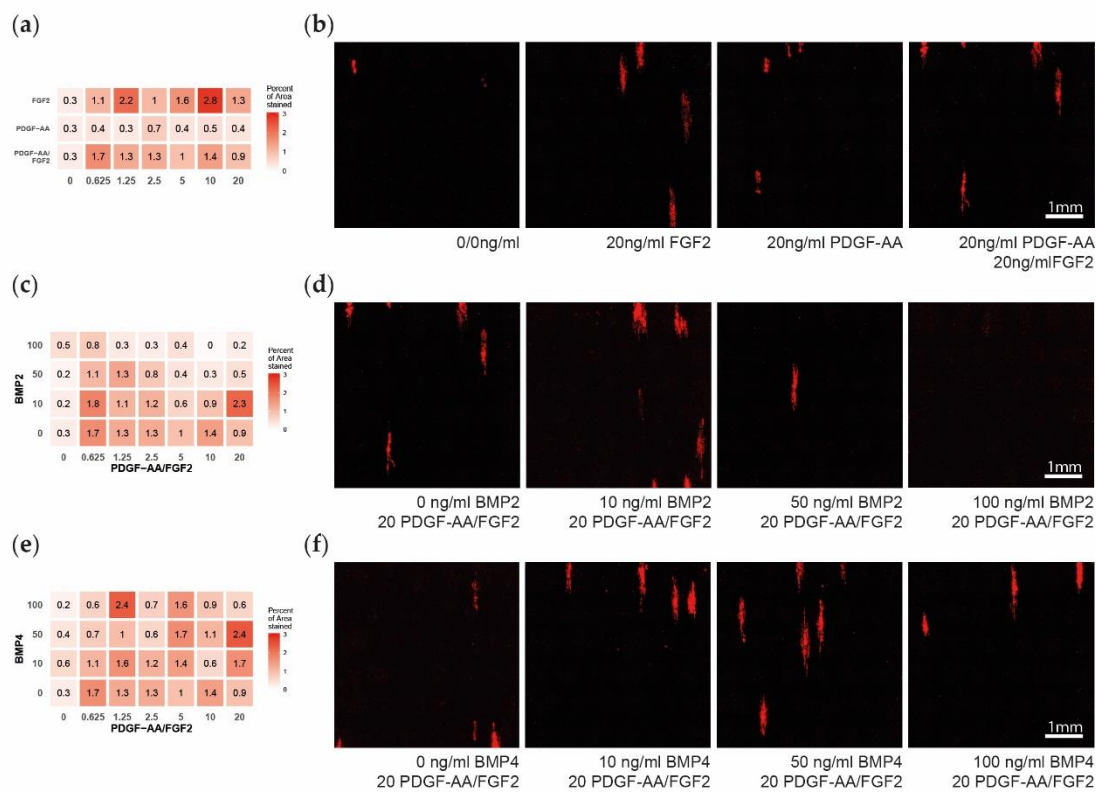 (a)
Percent
of Area
stained
FGF2 0.3 1.1 2.2 1 1.6 2.8 1.3
PDGF-AA 0.3 0.4 0.3 0.7 0.4 0.5 0.4
PDGF-AA/
FGF2 0.3 1.7 1.3 1.3 1 1.4 0.9
0 0.625 1.25 2.5 5 10 20
3
2
1
0
(b)
1mm
0/0ng/ml
20ng/ml FGF2
20ng/ml PDGF-AA
20ng/ml PDGF-AA
20ng/mlFGF2
(c)
Percent
of Area
stained
BMP2
100 0.5 0.8 0.3 0.3 0.4 0 0.2
50 0.2 1.1 1.3 0.8 0.4 0.3 0.5
10 0.2 1.8 1.1 1.2 0.6 0.9 2.3
0 0.3 1.7 1.3 1.3 1 1.4 0.9
0 0.625 1.25 2.5 5 10 20
PDGF-AA/FGF2
3
2
1
0
(d)
1mm
0 ng/ml BMP2
20 PDGF-AA/FGF2
10 ng/ml BMP2
20 PDGF-AA/FGF2
50 ng/ml BMP2
20 PDGF-AA/FGF2
100 ng/ml BMP2
20 PDGF-AA/FGF2
(e)
Percent
of Area
stained
BMP4
100 0.2 0.6 2.4 0.7 1.6 0.9 0.6
50 0.4 0.7 1 0.6 1.7 1.1 2.4
10 0.6 1.1 1.6 1.2 1.4 0.6 1.7
0 0.3 1.7 1.3 1.3 1 1.4 0.9
0 0.625 1.25 2.5 5 10 20
PDGF-AA/FGF2
3
2
1
0
(f)
1mm
0 ng/ml BMP4
20 PDGF-AA/FGF2
10 ng/ml BMP4
20 PDGF-AA/FGF2
50 ng/ml BMP4
20 PDGF-AA/FGF2
100 ng/ml BMP4
20 PDGF-AA/FGF2